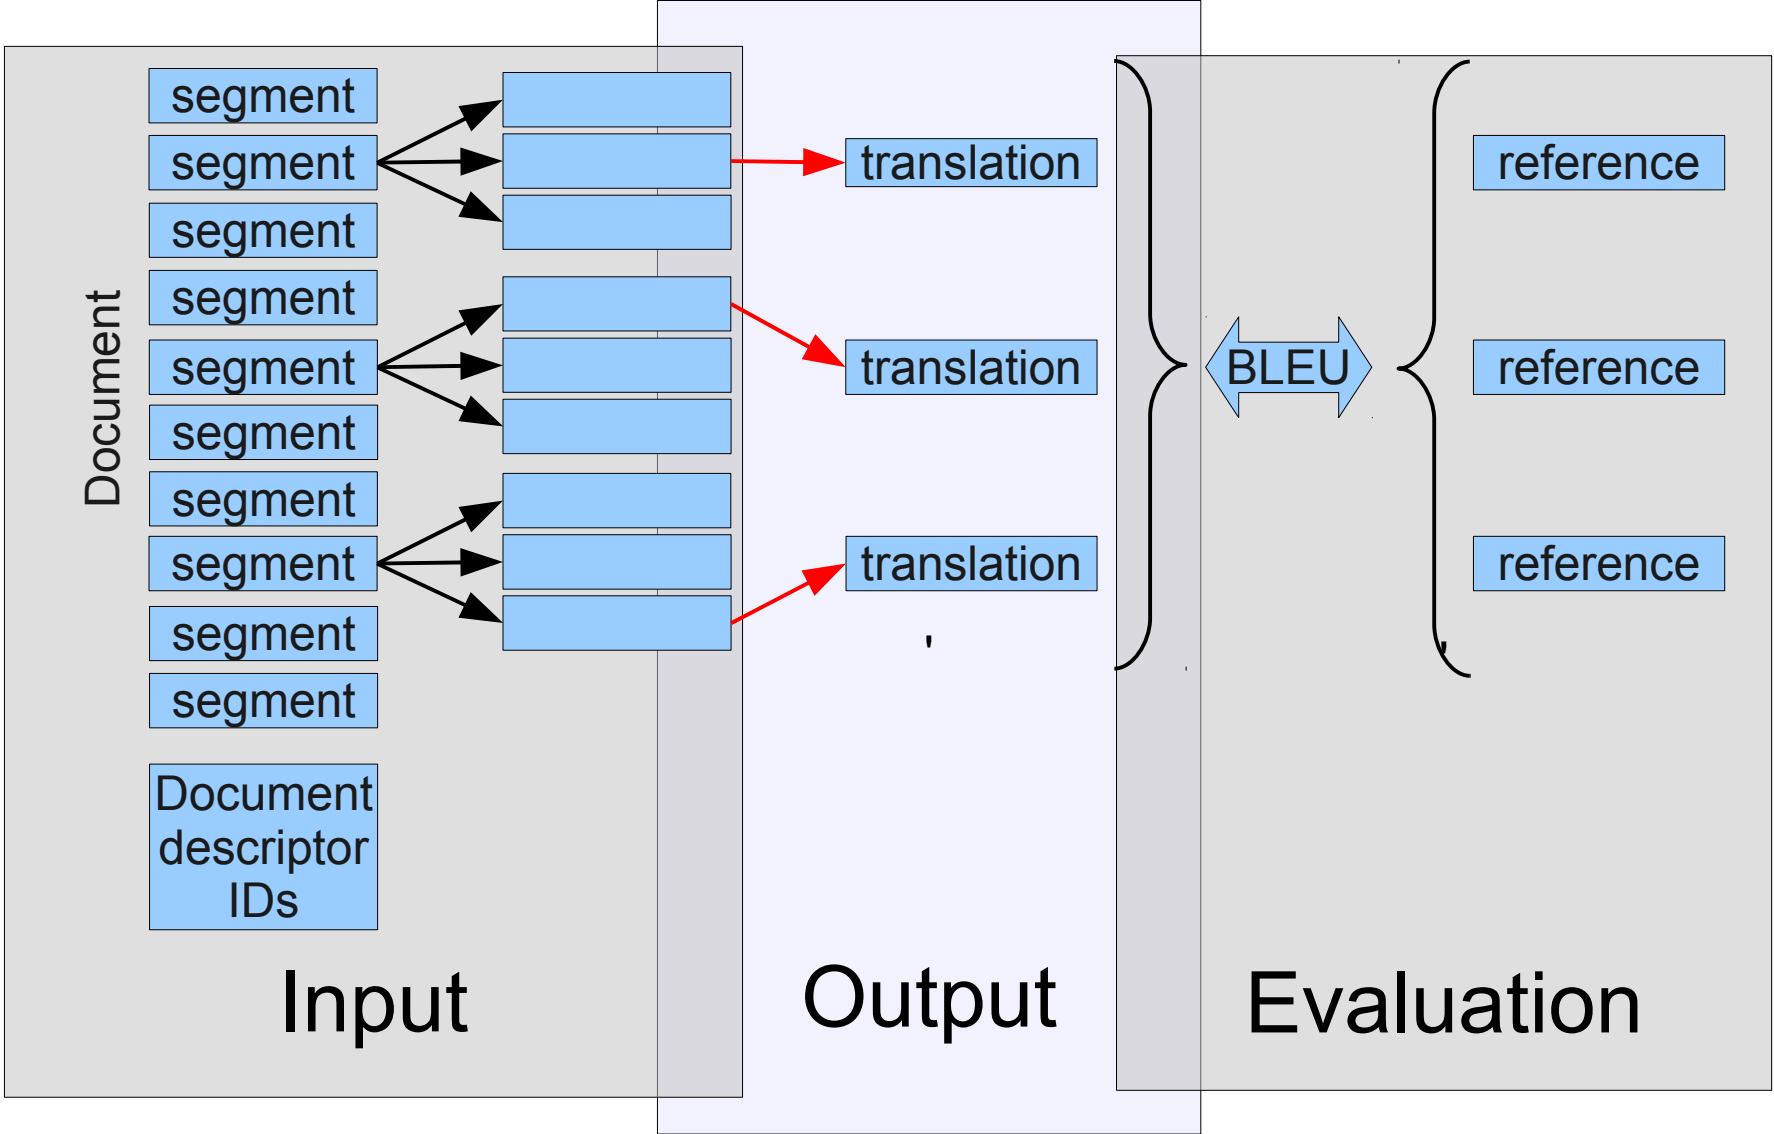 Document
segment
segment
segment
segment
segment
segment
segment
segment
segment
segment
Document
descriptor
IDs
Input
translation
translation
translation
'
Output
BLEU
reference
reference
reference
'
Evaluation